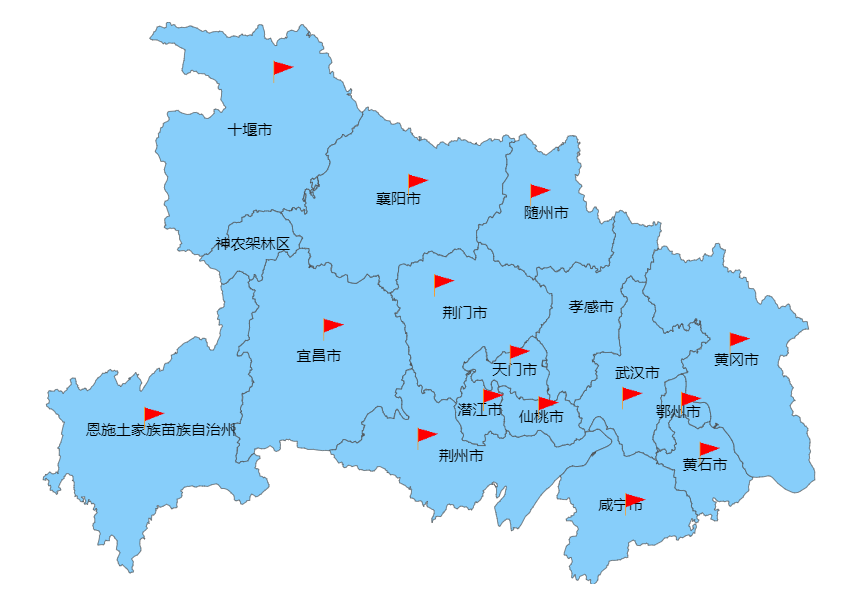 十堰市
襄阳市
随州市
神农架林区
孝感市
荆门市
宜昌市
黄冈市
天门市
武汉市
潜江市
仙桃市
鄂州市
恩施土家族苗族自治州
荆州市
黄石市
咸宁市